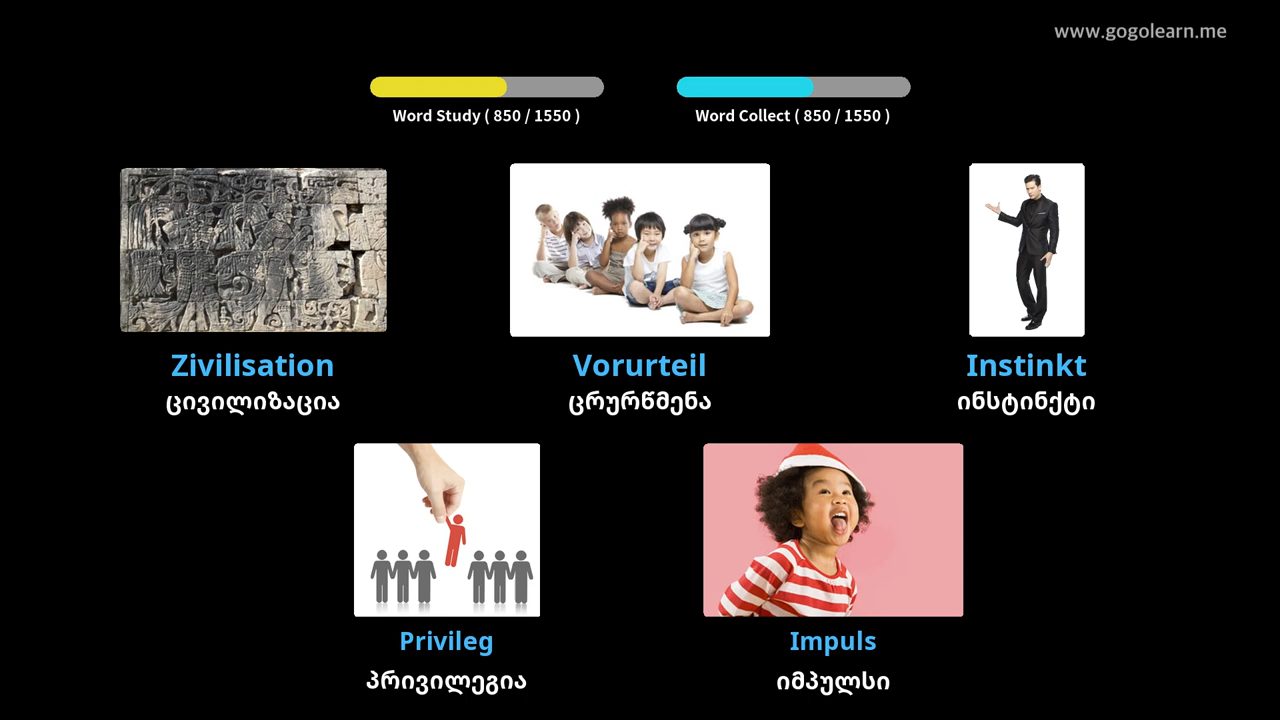 www.gogolearn.me
Word Study ( 850 / 1550 )
Word Collect ( 850 / 1550 )
Zivilisation
ცივილიზაცია
Vorurteil
ცრურწმენა
Instinkt
ინსტინქტი
Privileg
პრივილეგია
Impuls
იმპულსი